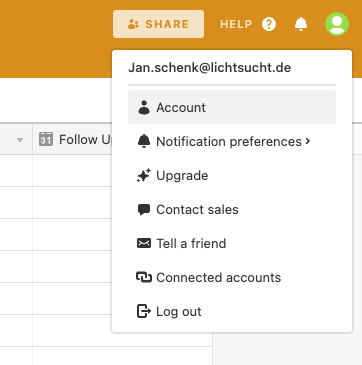 SHARE HELP ?
Jan.schenk@lichtsucht.de
Account
31 Follow U
Notification preferences
Upgrade
Contact sales
Tell a friend
Connected accounts
Log out